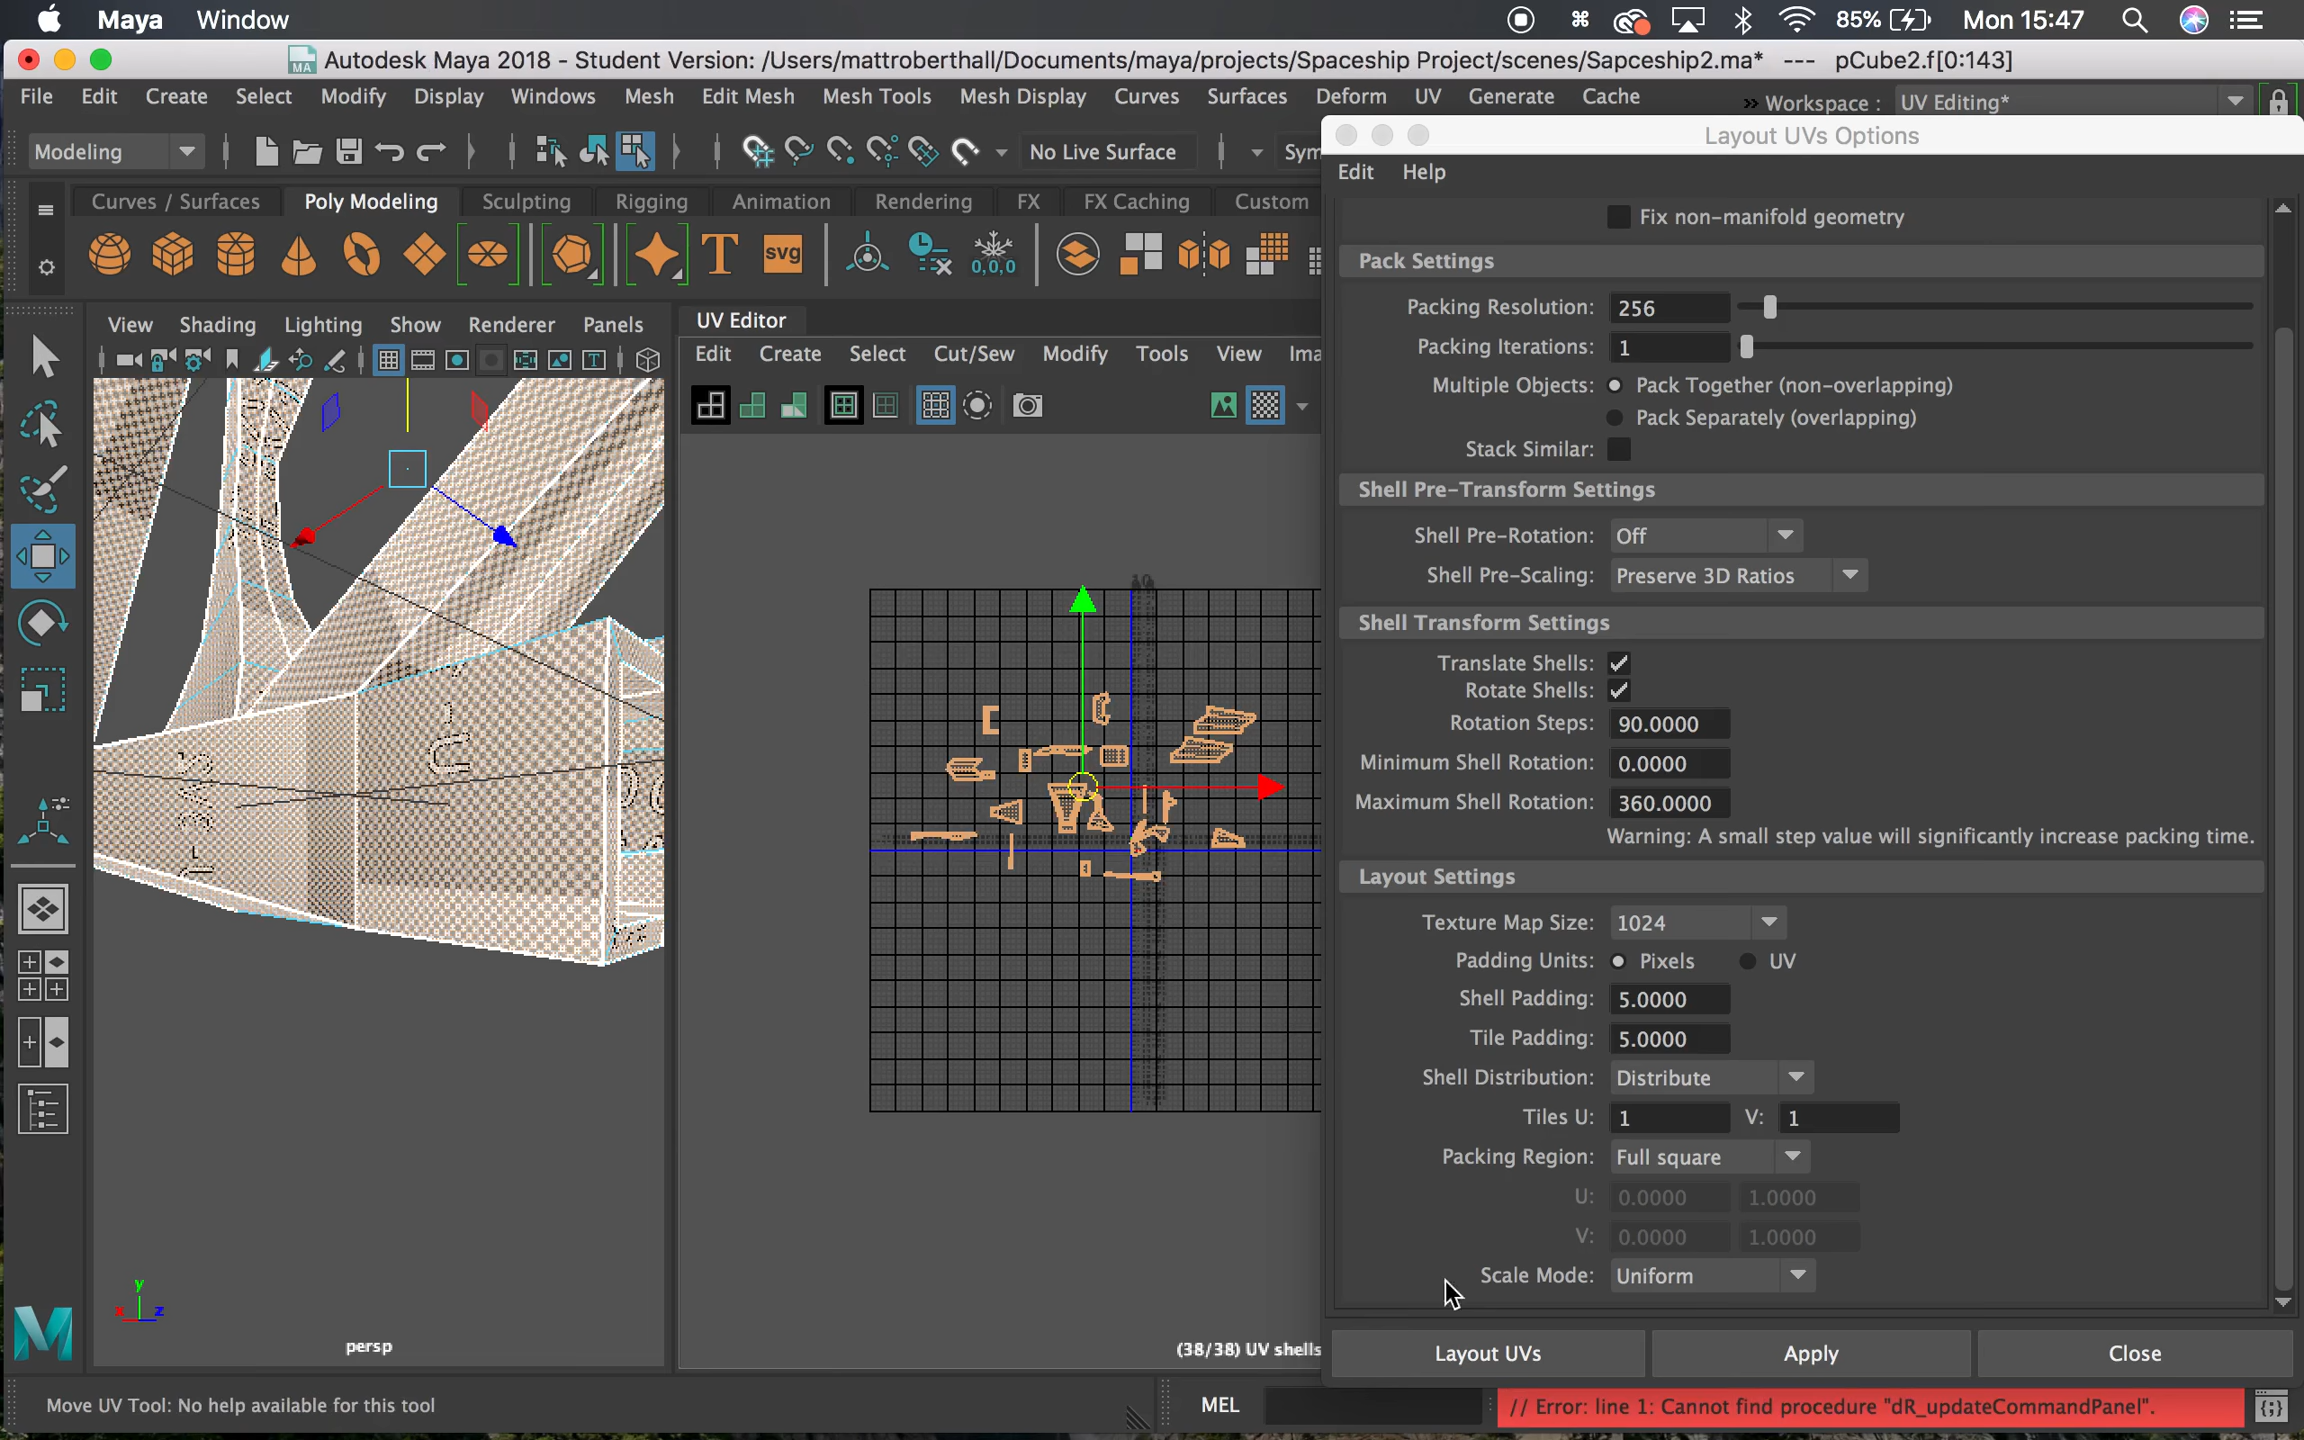 Maya Window 85% Mon 15:47
Autodesk Maya 2018 - Student Version: /Users/mattroberthall/Documents/maya/projects/Spaceship Project/scenes/Sapceship2.ma* --- pCube2.f[0:143]
File Edit Create Select Modify Display Windows Mesh Edit Mesh Mesh Tools Mesh Display Curves Surfaces Deform UV Generate Cache » Workspace : UV Editing*
Modeling No Live Surface Sym
Layout UVs Options
Edit Help
Curves / Surfaces Poly Modeling Sculpting Rigging Animation Rendering FX FX Caching Custom
T svg 0,0,0
View Shading Lighting Show Renderer Panels
UV Editor
Edit Create Select Cut/Sew Modify Tools View Ima
Fix non-manifold geometry
Pack Settings
Packing Resolution: 256
Packing Iterations: 1
Multiple Objects: Pack Together (non-overlapping)
Pack Separately (overlapping)
Stack Similar:
Shell Pre-Transform Settings
Shell Pre-Rotation: Off
Shell Pre-Scaling: Preserve 3D Ratios
Shell Transform Settings
Translate Shells:
Rotate Shells:
Rotation Steps: 90.0000
Minimum Shell Rotation: 0.0000
Maximum Shell Rotation: 360.0000
Warning: A small step value will significantly increase packing time.
Layout Settings
Texture Map Size: 1024
Padding Units: Pixels UV
Shell Padding: 5.0000
Tile Padding: 5.0000
Shell Distribution: Distribute
Tiles U: 1 V: 1
Packing Region: Full square
U: 0.0000 1.0000
V: 0.0000 1.0000
Scale Mode: Uniform
Layout UVs Apply Close
y
x z
persp
(38/38) UV shells
Move UV Tool: No help available for this tool
MEL
// Error: line 1: Cannot find procedure "dR_updateCommandPanel".